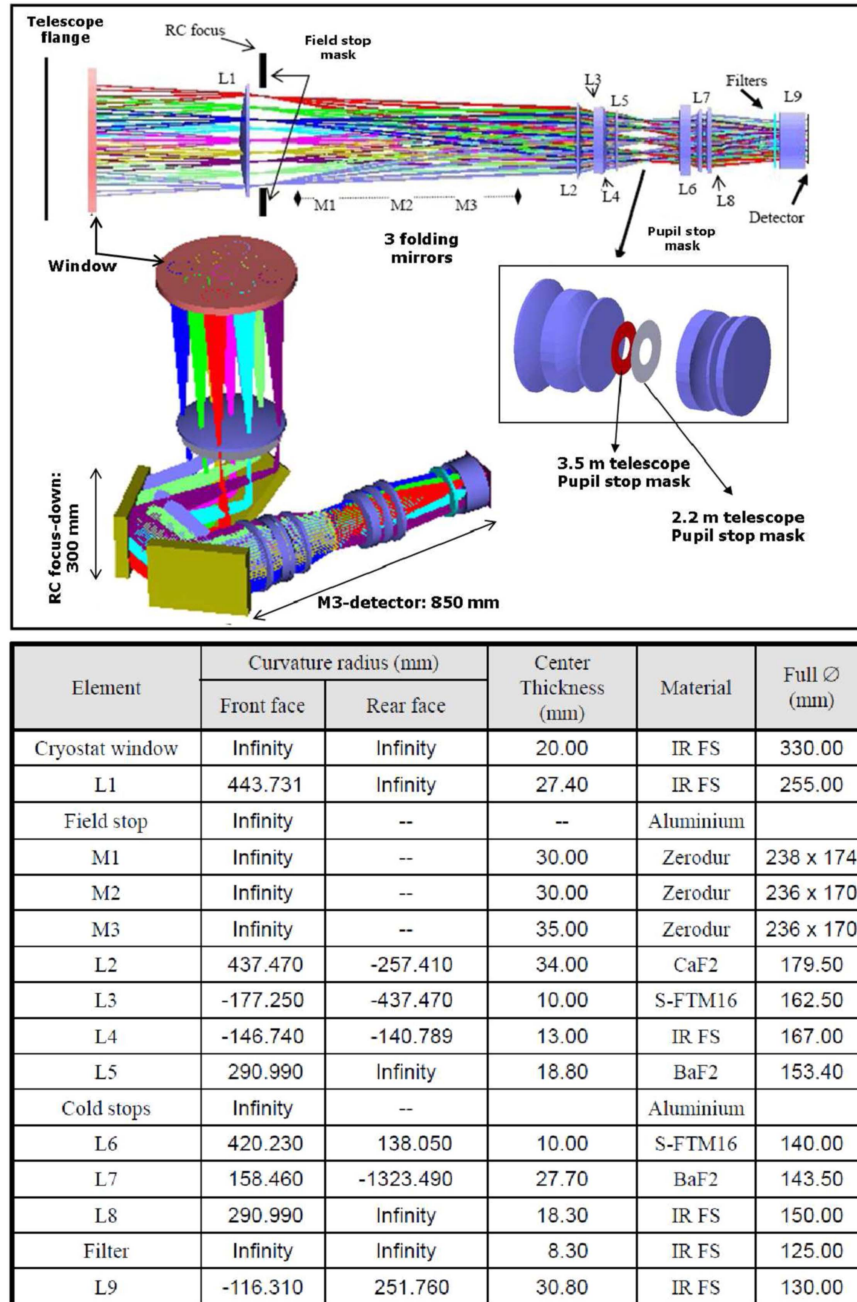 Telescope
flange
RC focus
Field stop
mask
L1
L3
L5
L7
Filters
L9
L2
L4
L6
L8
M1 M2 M3
Detector
3 folding
mirrors
Pupil stop
mask
Window
3.5 m telescope
Pupil stop mask
2.2 m telescope
Pupil stop mask
RC focus-down:
300 mm
M3-detector: 850 mm
Element Curvature radius (mm) Center Thickness (mm) Material Full Ø (mm)
Front face Rear face
Cryostat window Infinity Infinity 20.00 IR FS 330.00
L1 443.731 Infinity 27.40 IR FS 255.00
Field stop Infinity -- -- Aluminium
M1 Infinity -- 30.00 Zerodur 238 x 174
M2 Infinity -- 30.00 Zerodur 236 x 170
M3 Infinity -- 35.00 Zerodur 236 x 170
L2 437.470 -257.410 34.00 CaF2 179.50
L3 -177.250 -437.470 10.00 S-FTM16 162.50
L4 -146.740 -140.789 13.00 IR FS 167.00
L5 290.990 Infinity 18.80 BaF2 153.40
Cold stops Infinity -- Aluminium
L6 420.230 138.050 10.00 S-FTM16 140.00
L7 158.460 -1323.490 27.70 BaF2 143.50
L8 290.990 Infinity 18.30 IR FS 150.00
Filter Infinity Infinity 8.30 IR FS 125.00
L9 -116.310 251.760 30.80 IR FS 130.00